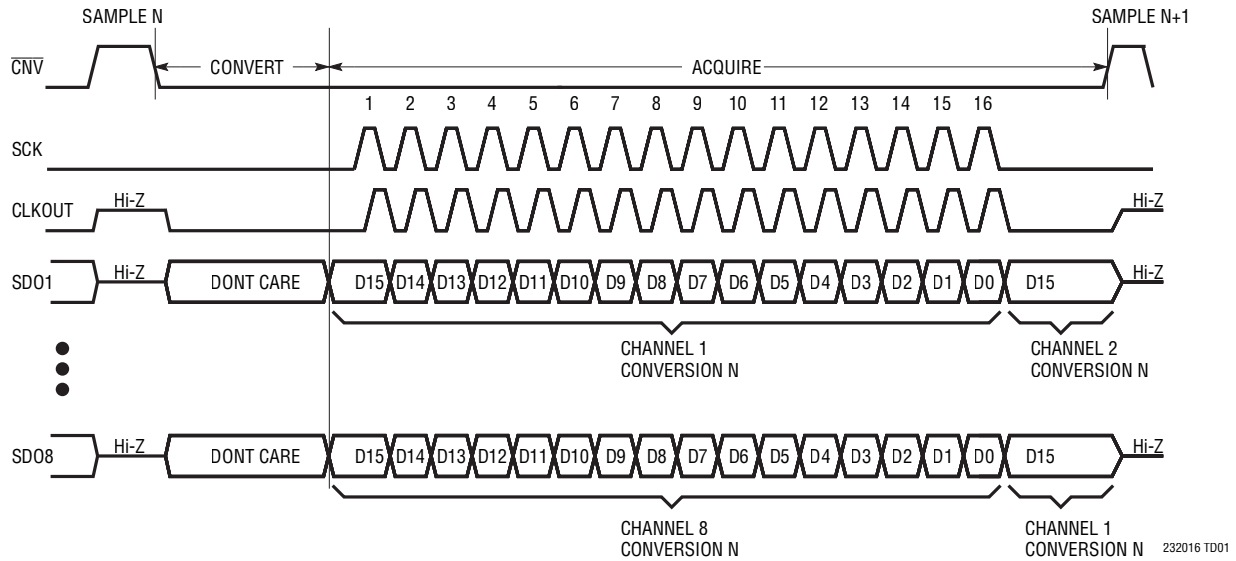 SAMPLE N SAMPLE N+1
CNV CONVERT ACQUIRE
1 2 3 4 5 6 7 8 9 10 11 12 13 14 15 16
SCK
CLKOUT Hi-Z Hi-Z
SDO1 Hi-Z DONT CARE D15 D14 D13 D12 D11 D10 D9 D8 D7 D6 D5 D4 D3 D2 D1 D0 D15 Hi-Z
CHANNEL 1
CONVERSION N
CHANNEL 2
CONVERSION N
SDO8 Hi-Z DONT CARE D15 D14 D13 D12 D11 D10 D9 D8 D7 D6 D5 D4 D3 D2 D1 D0 D15 Hi-Z
CHANNEL 8
CONVERSION N
CHANNEL 1
CONVERSION N
232016 TD01